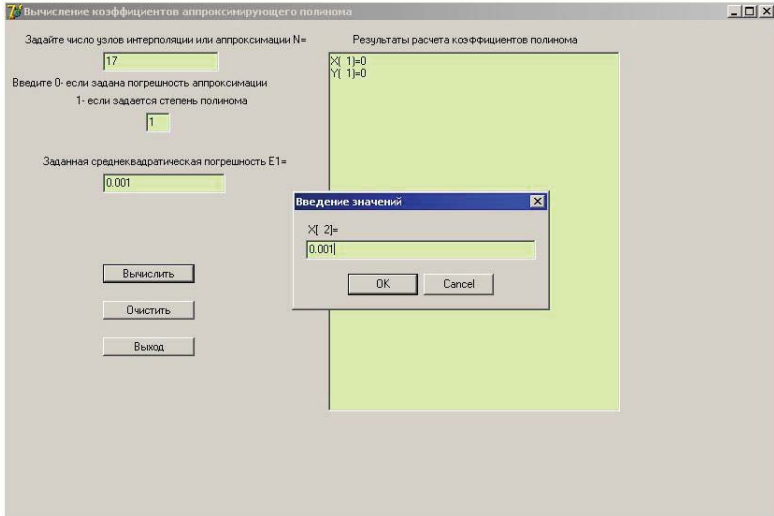 Вычисление коэффициентов аппроксимирующего полинома
Задайте число узлов интерполяции или аппроксимации N=
17
Введите 0- если задана погрешность аппроксимации
1- если задается степень полинома
1
Заданная среднеквадратическая погрешность E1=
0.001
Вычислить
Очистить
Выход
Результаты расчета коэффициентов полинома
X[ 1]=0
Y[ 1]=0
Введение значений
X[ 2]=
0.001
OK
Cancel